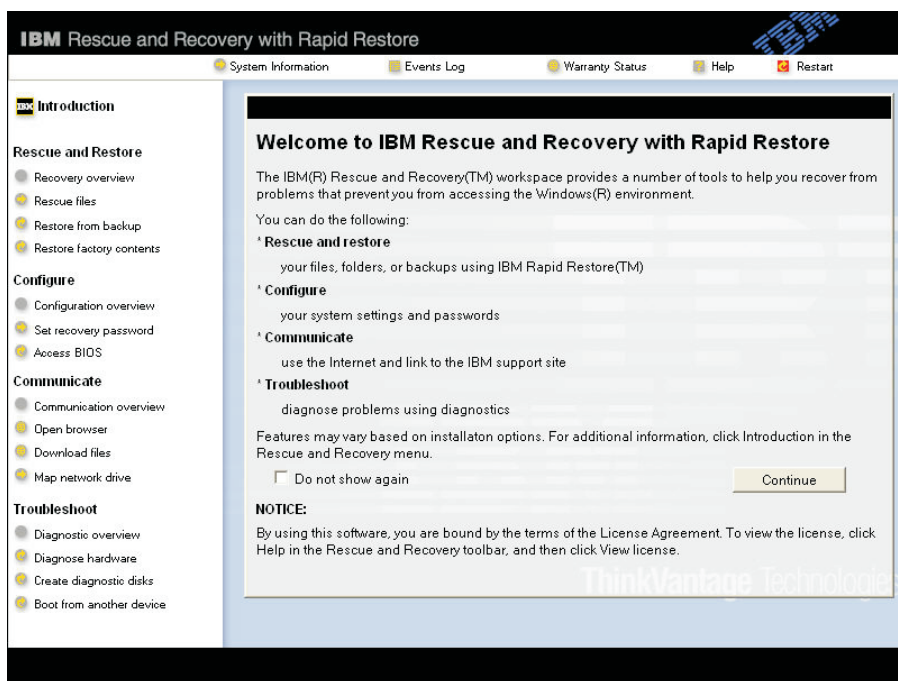 IBM Rescue and Recovery with Rapid Restore
System Information Events Log Warranty Status Help Restart
Introduction
Rescue and Restore
Recovery overview
Rescue files
Restore from backup
Restore factory contents
Configure
Configuration overview
Set recovery password
Access BIOS
Communicate
Communication overview
Open browser
Download files
Map network drive
Troubleshoot
Diagnostic overview
Diagnose hardware
Create diagnostic disks
Boot from another device
Welcome to IBM Rescue and Recovery with Rapid Restore
The IBM(R) Rescue and Recovery(TM) workspace provides a number of tools to help you recover from
problems that prevent you from accessing the Windows(R) environment.
You can do the following:
* Rescue and restore
your files, folders, or backups using IBM Rapid Restore(TM)
* Configure
your system settings and passwords
* Communicate
use the Internet and link to the IBM support site
* Troubleshoot
diagnose problems using diagnostics
Features may vary based on installaton options. For additional information, click Introduction in the
Rescue and Recovery menu.
Do not show again Continue
NOTICE:
By using this software, you are bound by the terms of the License Agreement. To view the license, click
Help in the Rescue and Recovery toolbar, and then click View license.
ThinkVantage Technologies